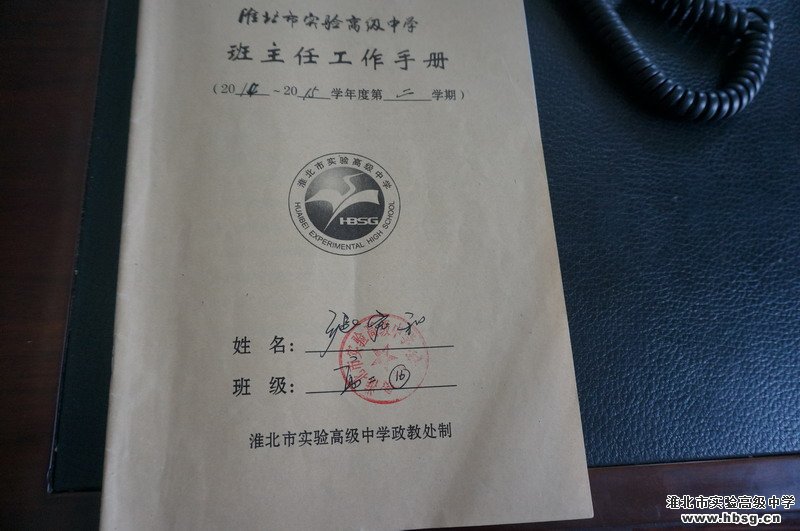 淮北市实验高级中学
班主任工作手册
(2014~2015学年度第二学期)
淮北市实验高级中学
HBSG
HUAIBEI EXPERIMENTAL HIGH SCHOOL
姓 名:
班 级: 高二 ⑯
淮北市实验高级中学政教处制
淮北市实验高级中学
www.hbsg.cn